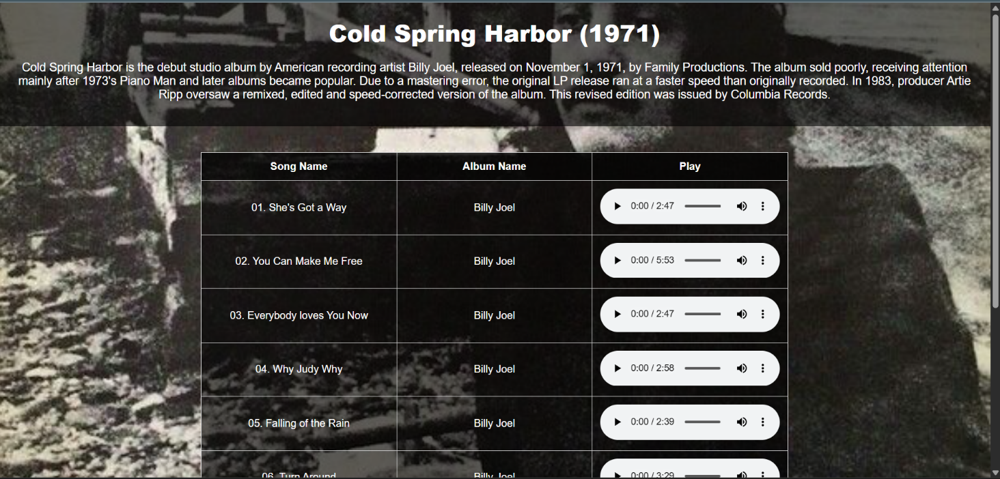 Cold Spring Harbor (1971)
Cold Spring Harbor is the debut studio album by American recording artist Billy Joel, released on November 1, 1971, by Family Productions. The album sold poorly, receiving attention
mainly after 1973's Piano Man and later albums became popular. Due to a mastering error, the original LP release ran at a faster speed than originally recorded. In 1983, producer Artie
Ripp oversaw a remixed, edited and speed-corrected version of the album. This revised edition was issued by Columbia Records.
Song Name Album Name Play
01. She's Got a Way Billy Joel 0:00 / 2:47
02. You Can Make Me Free Billy Joel 0:00 / 5:53
03. Everybody loves You Now Billy Joel 0:00 / 2:47
04. Why Judy Why Billy Joel 0:00 / 2:58
05. Falling of the Rain Billy Joel 0:00 / 2:39
06. Turn Around Billy Joel 0:00 / 3:29